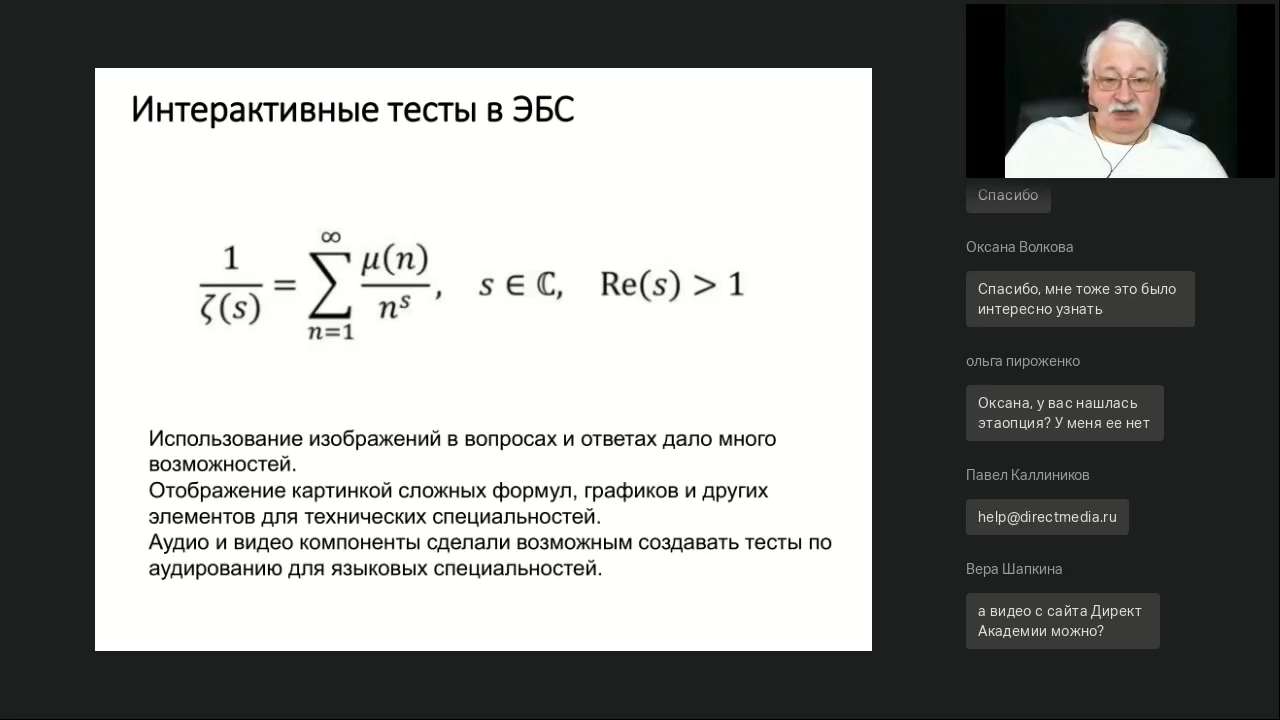 Интерактивные тесты в ЭБС
1/ζ(s) = ∑_{n=1}^{∞} μ(n)/n^s, s ∈ ℂ, Re(s) > 1
Использование изображений в вопросах и ответах дало много
возможностей.
Отображение картинкой сложных формул, графиков и других
элементов для технических специальностей.
Аудио и видео компоненты сделали возможным создавать тесты по
аудированию для языковых специальностей.
Спасибо
Оксана Волкова
Спасибо, мне тоже это было
интересно узнать
ольга пироженко
Оксана, у вас нашлась
этаопция? У меня ее нет
Павел Каллиников
help@directmedia.ru
Вера Шапкина
а видео с сайта Директ
Академии можно?